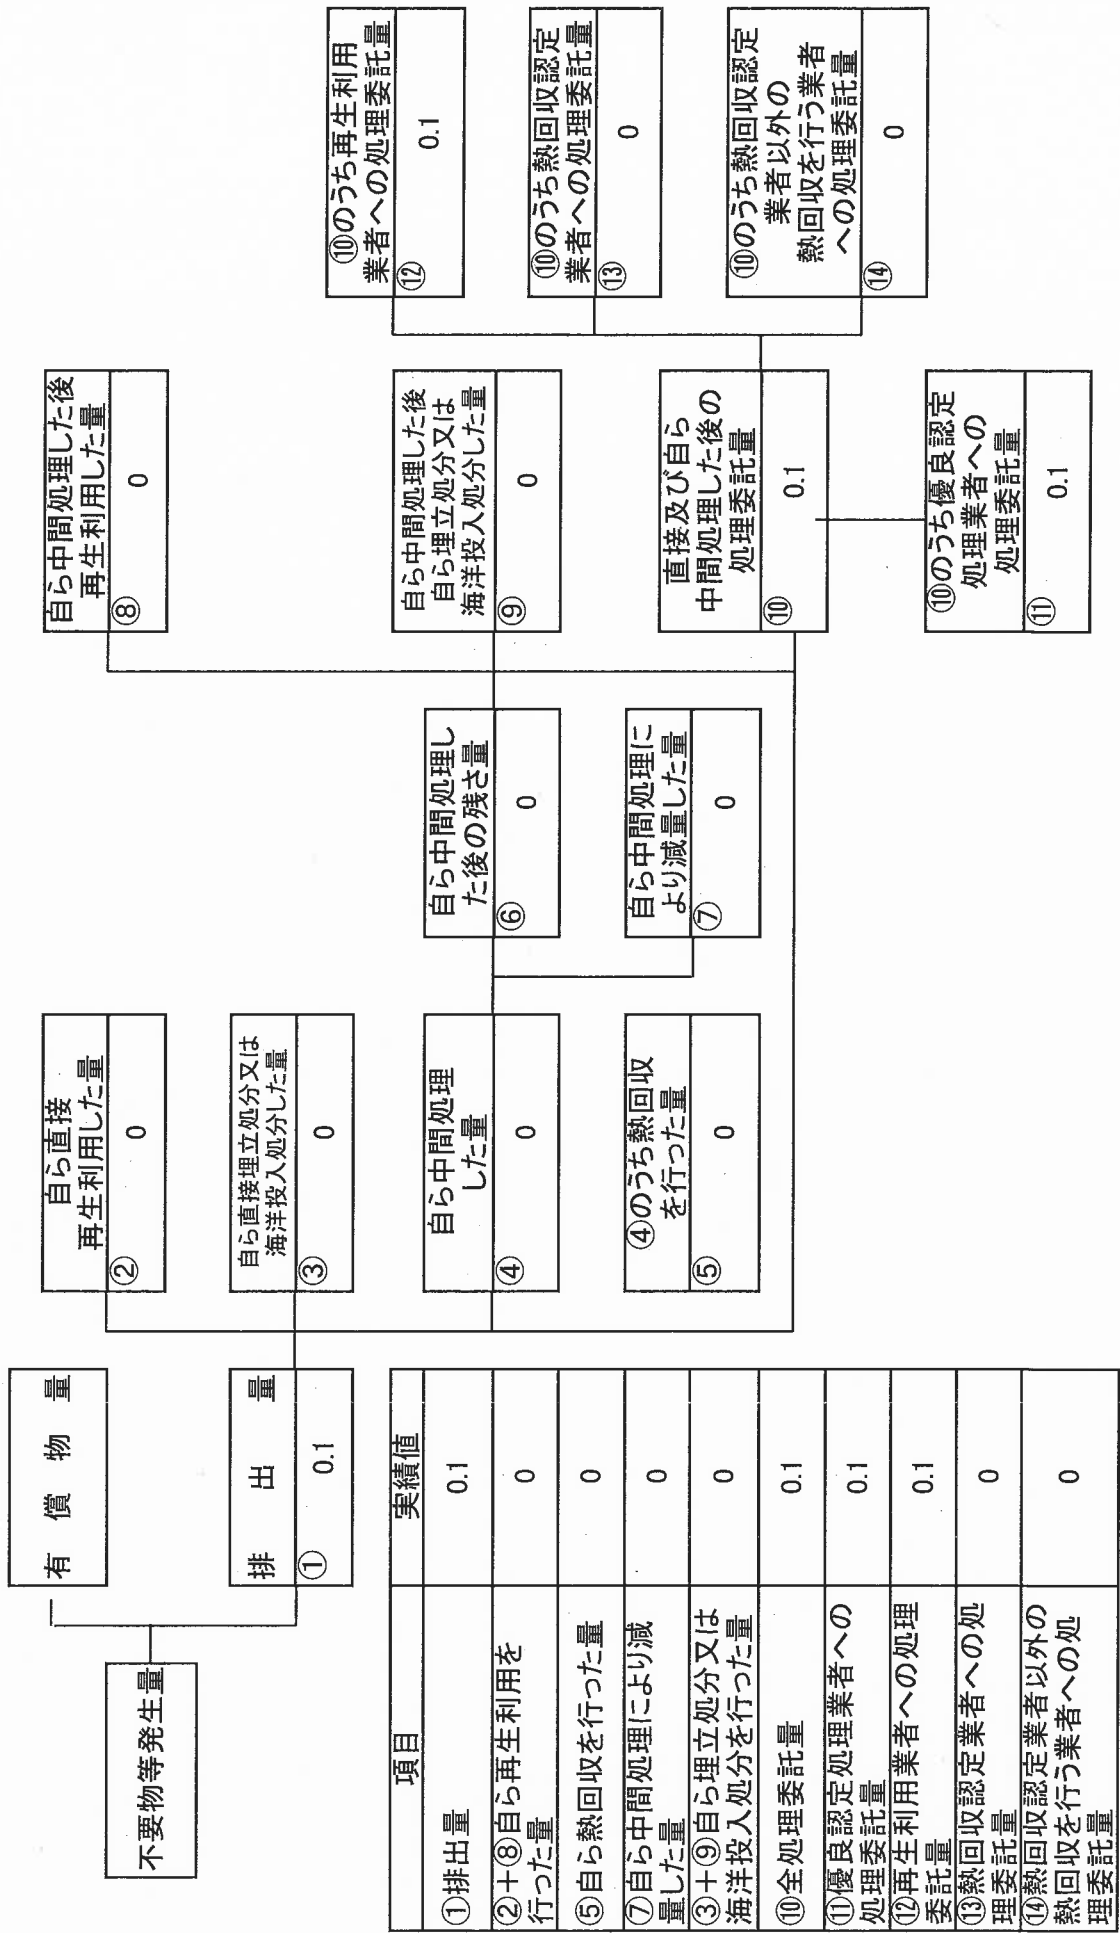 不要物等発生量
有 償 物 量
排 出 量
①
0.1
自ら直接
再生利用した量
②
0
自ら直接埋立処分又は
海洋投入処分した量
③
0
自ら中間処理
した量
④
0
④のうち熱回収
を行った量
⑤
0
自ら中間処理し
た後の残さ量
⑥
0
自ら中間処理に
より減量した量
⑦
0
自ら中間処理した後
再生利用した量
⑧
0
自ら中間処理した後
自ら埋立処分又は
海洋投入処分した量
⑨
0
直接及び自ら
中間処理した後の
処理委託量
⑩
0.1
⑩のうち優良認定
処理業者への
処理委託量
⑪
0.1
⑩のうち再生利用
業者への処理委託量
⑫
0.1
⑩のうち熱回収認定
業者への処理委託量
⑬
0
⑩のうち熱回収認定
業者以外の
熱回収を行う業者
への処理委託量
⑭
0
項目 実績値
①排出量 0.1
②+⑧自ら再生利用を
行った量 0
⑤自ら熱回収を行った量 0
⑦自ら中間処理により減
量した量 0
③+⑨自ら埋立処分又は
海洋投入処分を行った量 0
⑩全処理委託量 0.1
⑪優良認定処理業者への
処理委託量 0.1
⑫再生利用業者への処理
委託量 0.1
⑬熱回収認定業者への処
理委託量 0
⑭熱回収認定業者以外の
熱回収を行う業者への処
理委託量 0